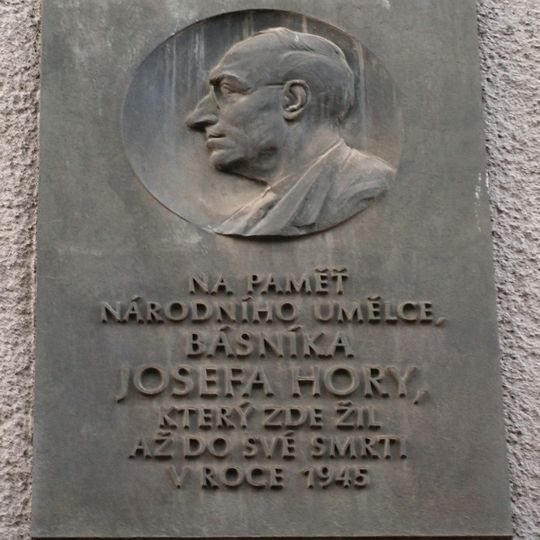 NA PAMĚŤ
NÁRODNÍHO UMĚLCE,
BÁSNÍKA
JOSEFA HORY,
KTERÝ ZDE ŽIL
AŽ DO SVÉ SMRTI
V ROCE 1945